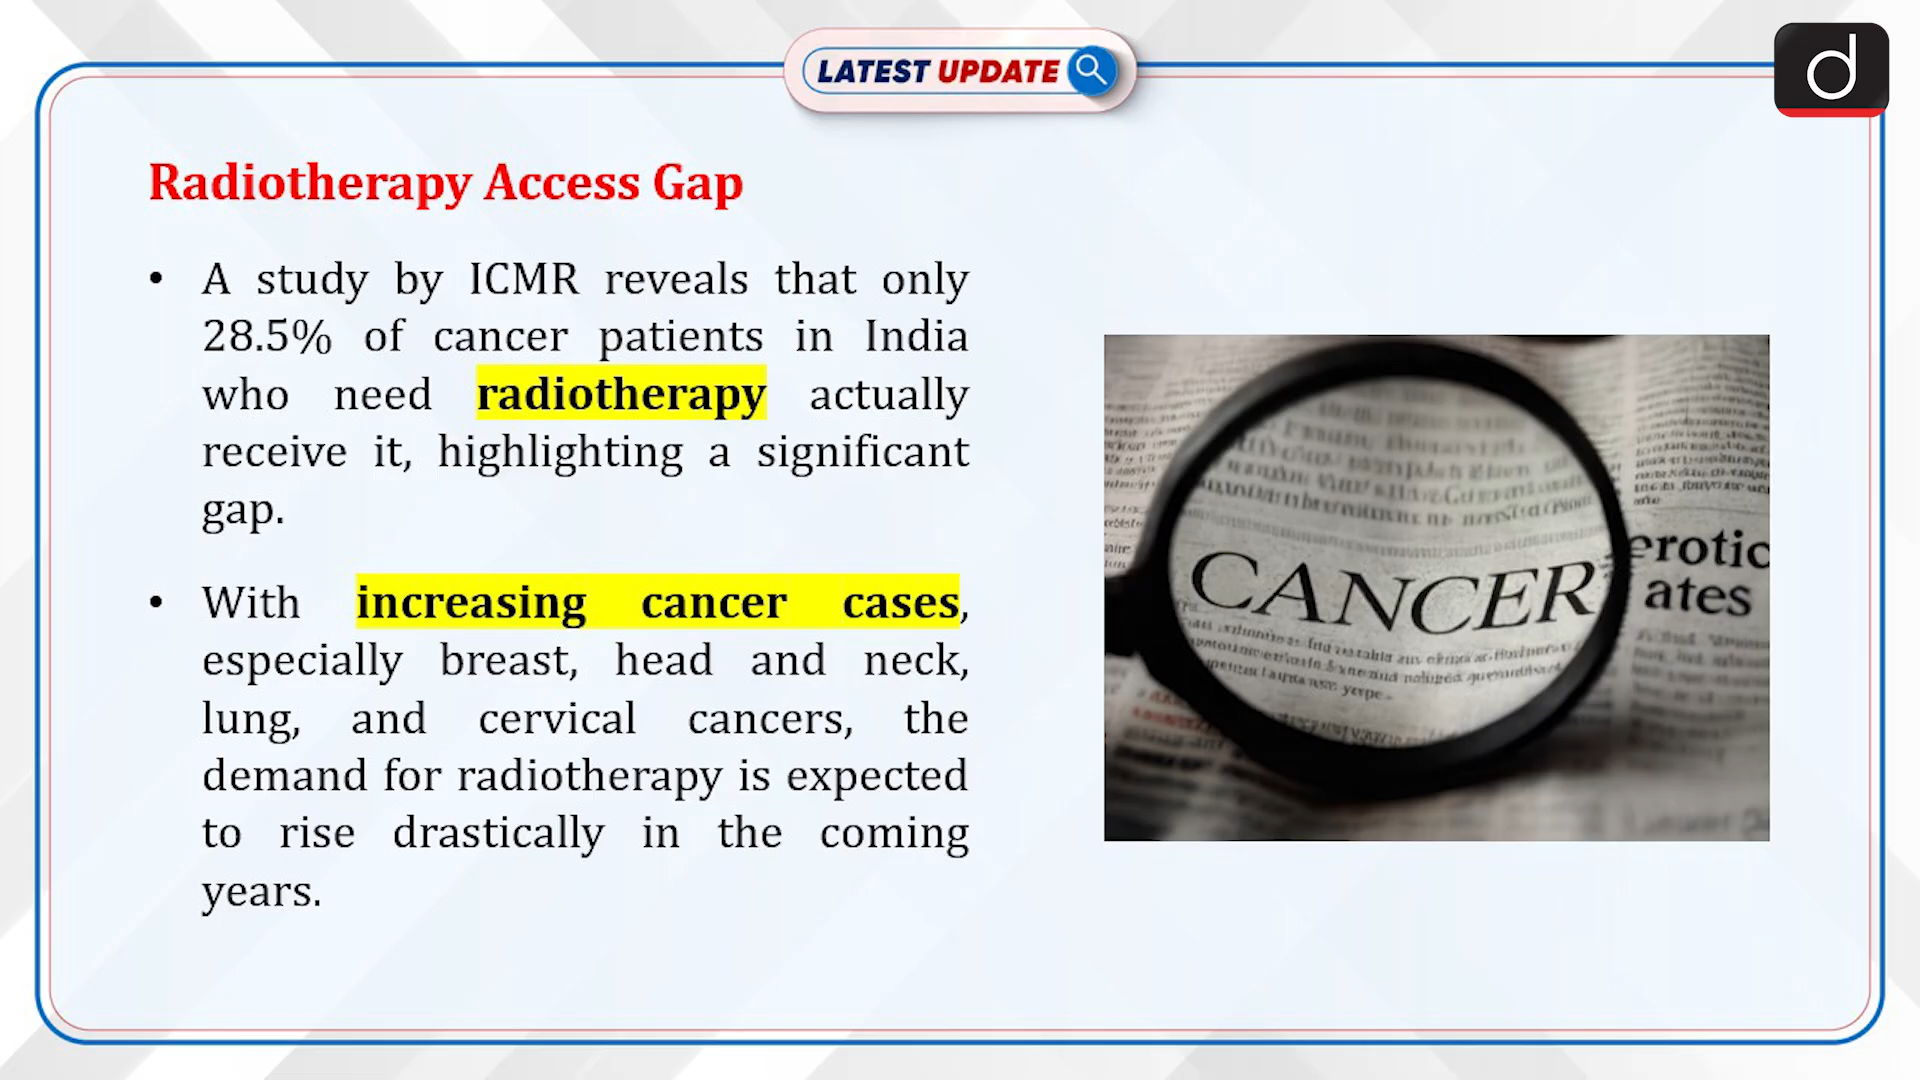 LATEST UPDATE
d
Radiotherapy Access Gap
• A study by ICMR reveals that only
28.5% of cancer patients in India
who need radiotherapy actually
receive it, highlighting a significant
gap.
• With increasing cancer cases,
especially breast, head and neck,
lung, and cervical cancers, the
demand for radiotherapy is expected
to rise drastically in the coming
years.
CANCER
erotic
ates